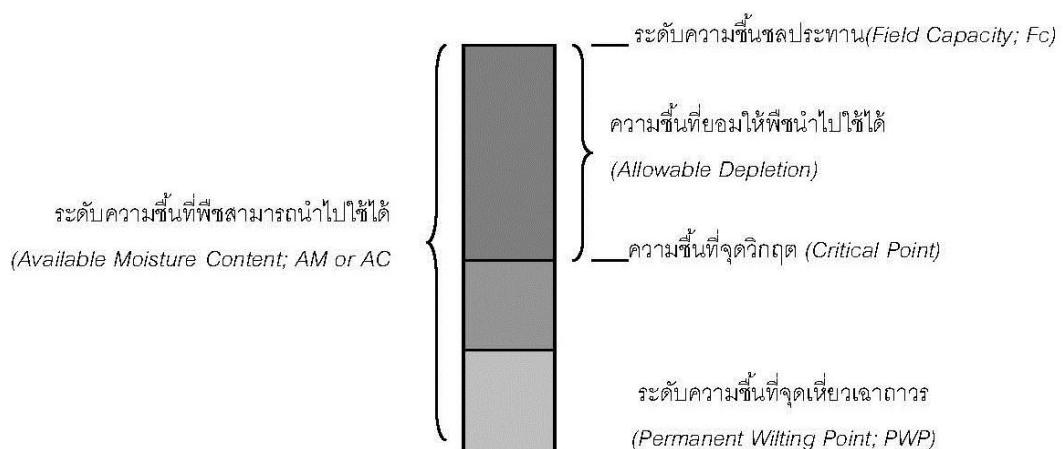 ระดับความชื้นชลประทาน(Field Capacity; Fc)
ความชื้นที่ยอมให้พืชนำไปใช้ได้
(Allowable Depletion)
ระดับความชื้นที่พืชสามารถนำไปใช้ได้
(Available Moisture Content; AM or AC
ความชื้นที่จุดวิกฤต (Critical Point)
ระดับความชื้นที่จุดเหี่ยวเฉาถาวร
(Permanent Wilting Point; PWP)